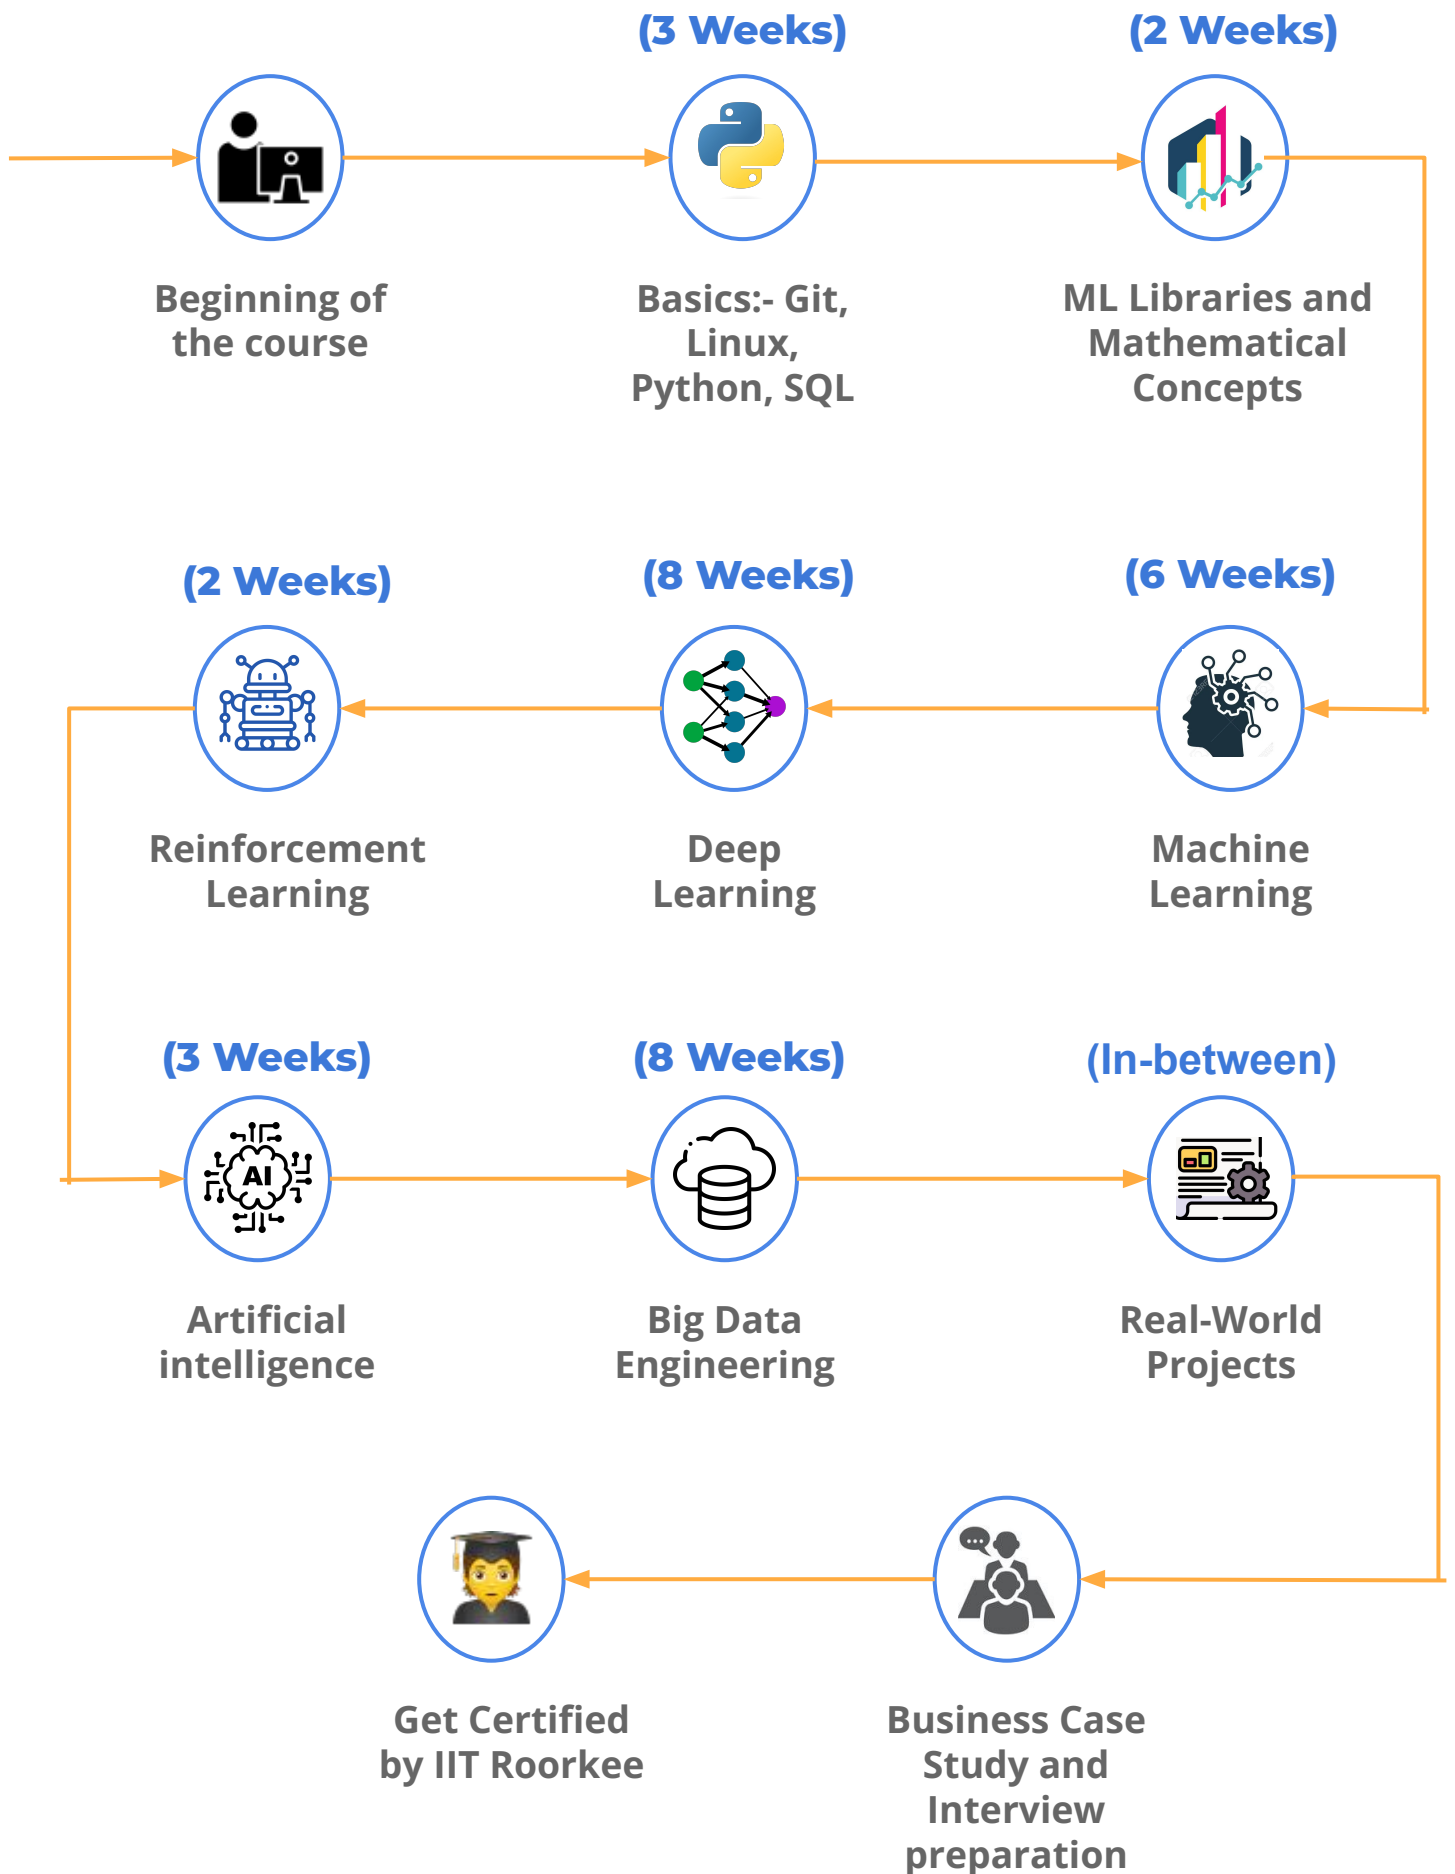 (3 Weeks)
(2 Weeks)
Beginning of
the course
Basics:- Git,
Linux,
Python, SQL
ML Libraries and
Mathematical
Concepts
(2 Weeks)
(8 Weeks)
(6 Weeks)
Reinforcement
Learning
Deep
Learning
Machine
Learning
(3 Weeks)
(8 Weeks)
(In-between)
AI
Artificial
intelligence
Big Data
Engineering
Real-World
Projects
Get Certified
by IIT Roorkee
Business Case
Study and
Interview
preparation